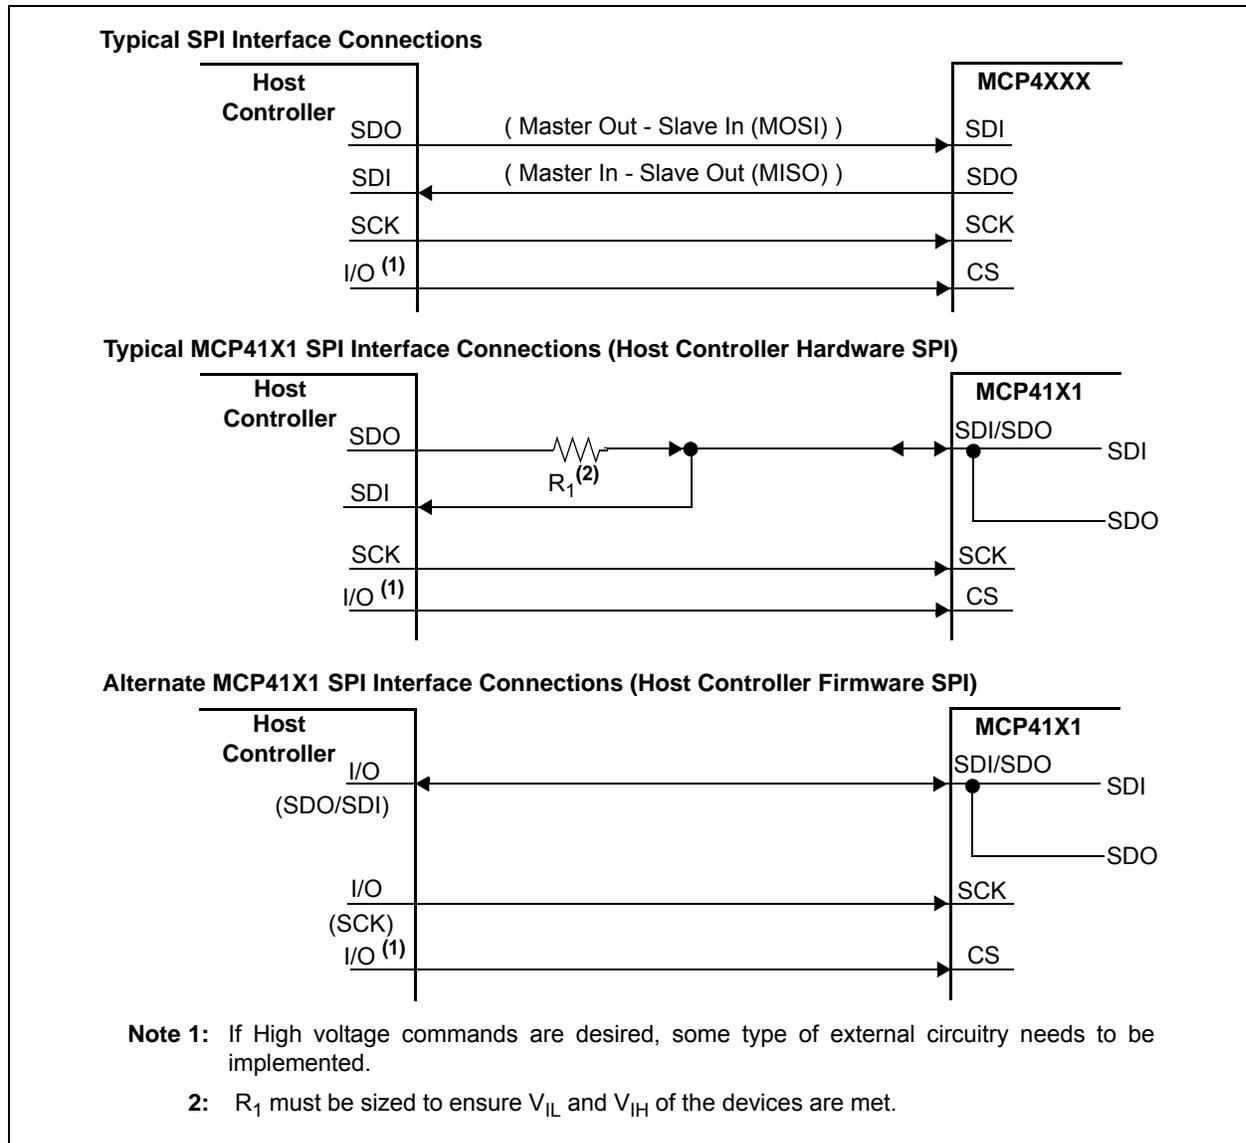 Typical SPI Interface Connections
Host
Controller
MCP4XXX
SDO
( Master Out - Slave In (MOSI) )
SDI
SDI
( Master In - Slave Out (MISO) )
SDO
SCK
SCK
I/O (1)
CS
Typical MCP41X1 SPI Interface Connections (Host Controller Hardware SPI)
Host
Controller
MCP41X1
SDO
R1(2)
SDI/SDO
SDI
SDI
SDO
SCK
SCK
I/O (1)
CS
Alternate MCP41X1 SPI Interface Connections (Host Controller Firmware SPI)
Host
Controller
MCP41X1
I/O
(SDO/SDI)
SDI/SDO
SDI
SDO
I/O
(SCK)
SCK
I/O (1)
CS
Note 1: If High voltage commands are desired, some type of external circuitry needs to be
implemented.
2: R1 must be sized to ensure VIL and VIH of the devices are met.